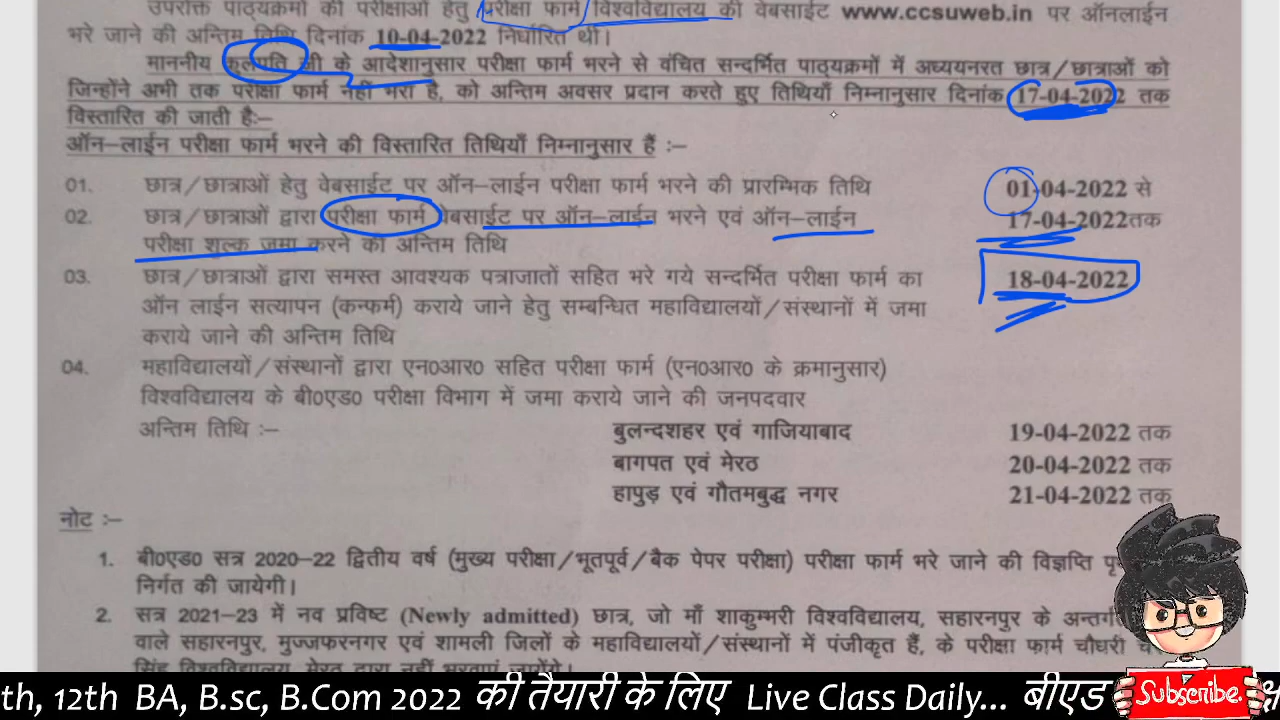 उपरोक्त पाठ्यक्रमों की परीक्षाओं हेतु परीक्षा फार्म विश्वविद्यालय की वेबसाईट www.ccsuweb.in पर ऑनलाईन
भरे जाने की अन्तिम तिथि दिनांक 10-04-2022 निर्धारित थी।
माननीय कुलपति जी के आदेशानुसार परीक्षा फार्म भरने से वंचित सन्दर्भित पाठ्यक्रमों में अध्ययनरत छात्र/छात्राओं को
जिन्होंने अभी तक परीक्षा फार्म नहीं भरा है, को अन्तिम अवसर प्रदान करते हुए तिथियाँ निम्नानुसार दिनांक 17-04-2022 तक
विस्तारित की जाती हैः–
ऑन–लाईन परीक्षा फार्म भरने की विस्तारित तिथियाँ निम्नानुसार हैं :–
01. छात्र/छात्राओं हेतु वेबसाईट पर ऑन–लाईन परीक्षा फार्म भरने की प्रारम्भिक तिथि 01-04-2022 से
02. छात्र/छात्राओं द्वारा परीक्षा फार्म वेबसाईट पर ऑन–लाईन भरने एवं ऑन–लाईन 17-04-2022तक
परीक्षा शुल्क जमा करने की अन्तिम तिथि
03. छात्र/छात्राओं द्वारा समस्त आवश्यक पत्राजातों सहित भरे गये सन्दर्भित परीक्षा फार्म का 18-04-2022
ऑन लाईन सत्यापन (कन्फर्म) कराये जाने हेतु सम्बन्धित महाविद्यालयों/संस्थानों में जमा
कराये जाने की अन्तिम तिथि
04. महाविद्यालयों/संस्थानों द्वारा एन0आर0 सहित परीक्षा फार्म (एन0आर0 के क्रमानुसार)
विश्वविद्यालय के बी0एड0 परीक्षा विभाग में जमा कराये जाने की जनपदवार
अन्तिम तिथि :– बुलन्दशहर एवं गाजियाबाद 19-04-2022 तक
बागपत एवं मेरठ 20-04-2022 तक
हापुड़ एवं गौतमबुद्ध नगर 21-04-2022 तक
नोट :–
1. बी0एड0 सत्र 2020–22 द्वितीय वर्ष (मुख्य परीक्षा/भूतपूर्व/बैक पेपर परीक्षा) परीक्षा फार्म भरे जाने की विज्ञप्ति
निर्गत की जायेगी।
2. सत्र 2021–23 में नव प्रविष्ट (Newly admitted) छात्र, जो माँ शाकुम्भरी विश्वविद्यालय, सहारनपुर के
वाले सहारनपुर, मुज्जफरनगर एवं शामली जिलों के महाविद्यालयों/संस्थानों में पंजीकृत हैं, के परीक्षा फार्म चौधरी
सिंह विश्वविद्यालय, मेरठ द्वारा नहीं भरवाएं जायेंगे।
th, 12th BA, B.sc, B.Com 2022 की तैयारी के लिए Live Class Daily... बीएड
Subscribe.